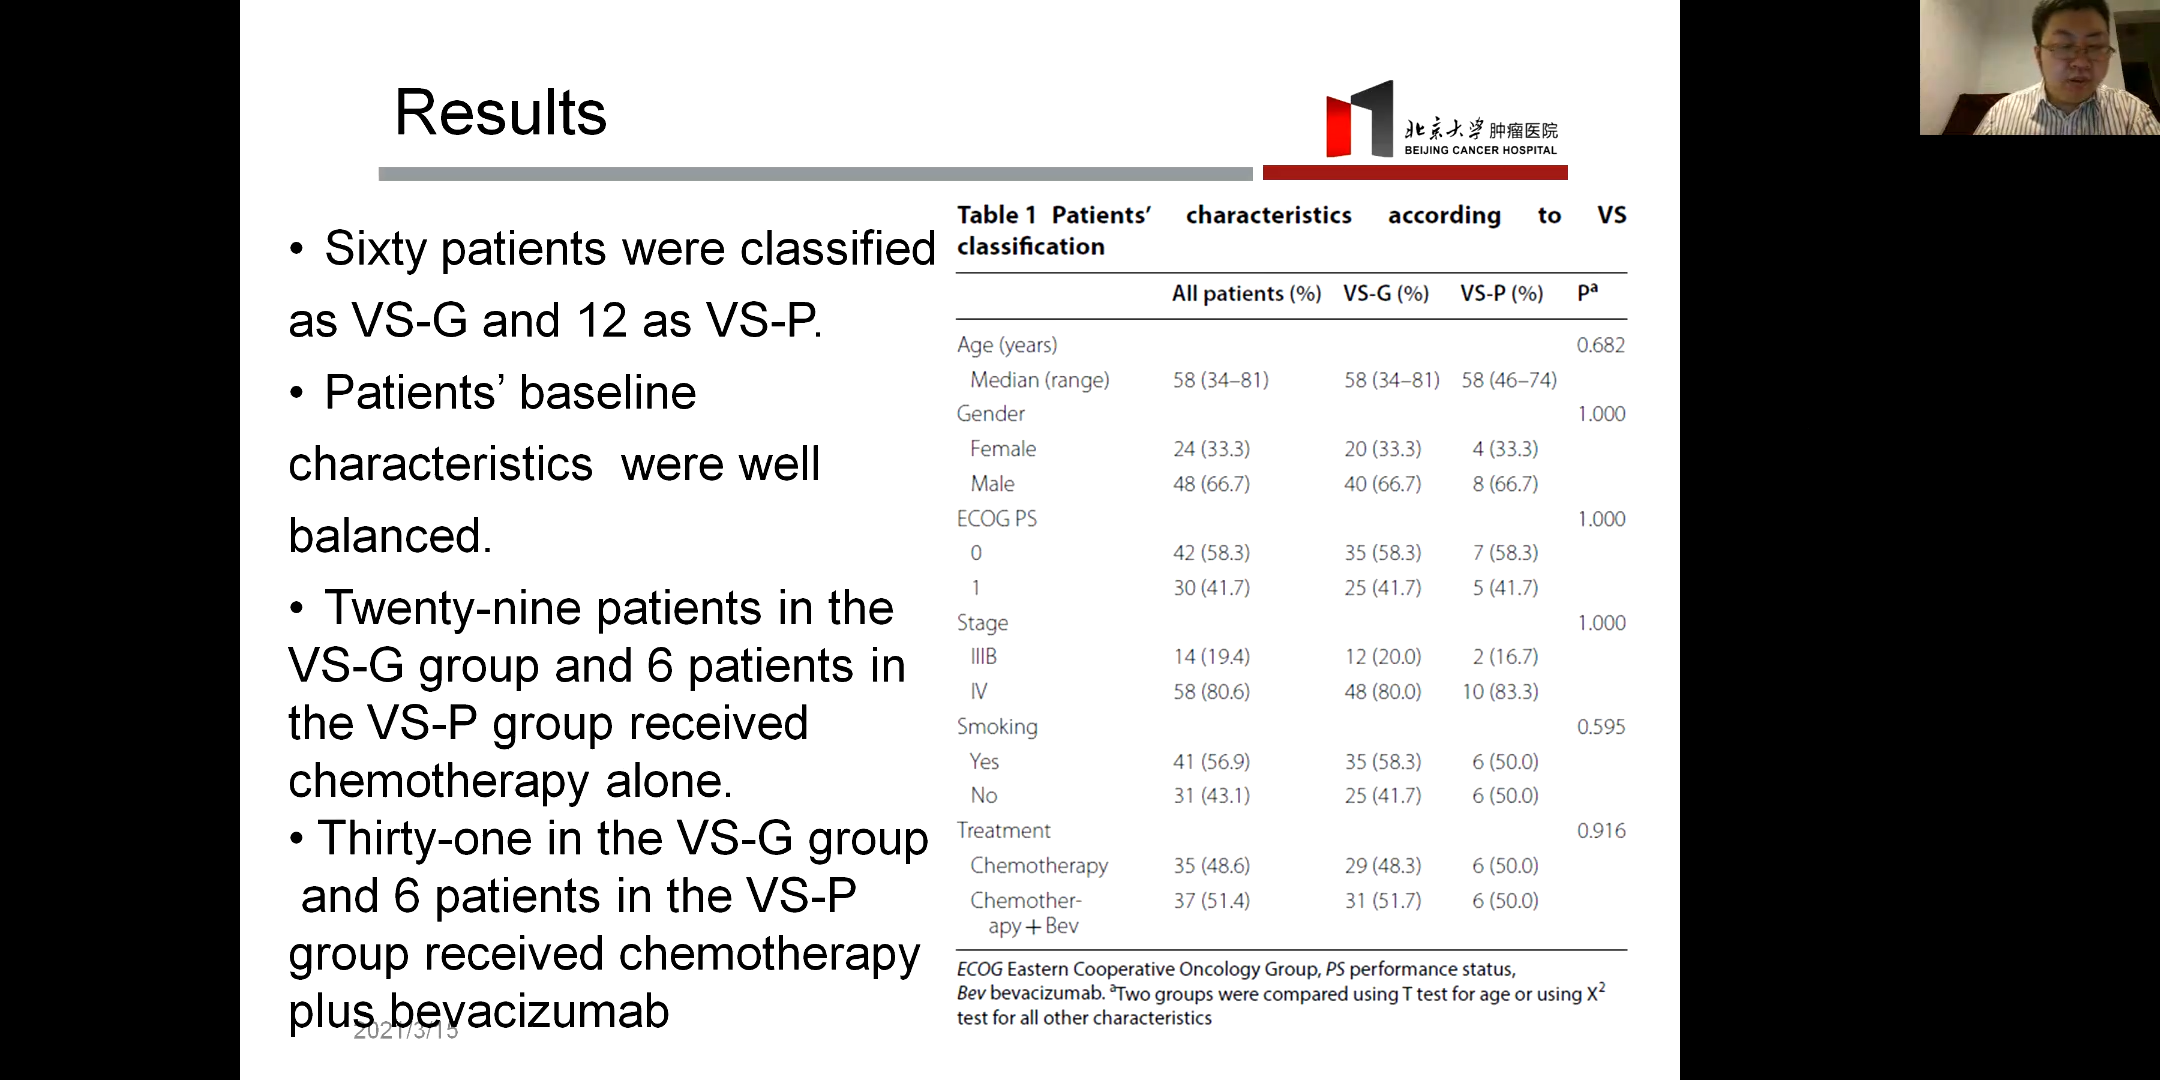 Results
北京大学肿瘤医院
BEIJING CANCER HOSPITAL
• Sixty patients were classified
as VS-G and 12 as VS-P.
• Patients’ baseline
characteristics were well
balanced.
• Twenty-nine patients in the
VS-G group and 6 patients in
the VS-P group received
chemotherapy alone.
• Thirty-one in the VS-G group
and 6 patients in the VS-P
group received chemotherapy
plus bevacizumab
2021/3/15
Table 1 Patients’ characteristics according to VS
classification
All patients (%) VS-G (%) VS-P (%) Pᵃ
Age (years) 0.682
Median (range) 58 (34–81) 58 (34–81) 58 (46–74)
Gender 1.000
Female 24 (33.3) 20 (33.3) 4 (33.3)
Male 48 (66.7) 40 (66.7) 8 (66.7)
ECOG PS 1.000
0 42 (58.3) 35 (58.3) 7 (58.3)
1 30 (41.7) 25 (41.7) 5 (41.7)
Stage 1.000
IIIB 14 (19.4) 12 (20.0) 2 (16.7)
IV 58 (80.6) 48 (80.0) 10 (83.3)
Smoking 0.595
Yes 41 (56.9) 35 (58.3) 6 (50.0)
No 31 (43.1) 25 (41.7) 6 (50.0)
Treatment 0.916
Chemotherapy 35 (48.6) 29 (48.3) 6 (50.0)
Chemother- 37 (51.4) 31 (51.7) 6 (50.0)
apy + Bev
ECOG Eastern Cooperative Oncology Group, PS performance status,
Bev bevacizumab. ᵃTwo groups were compared using T test for age or using X²
test for all other characteristics